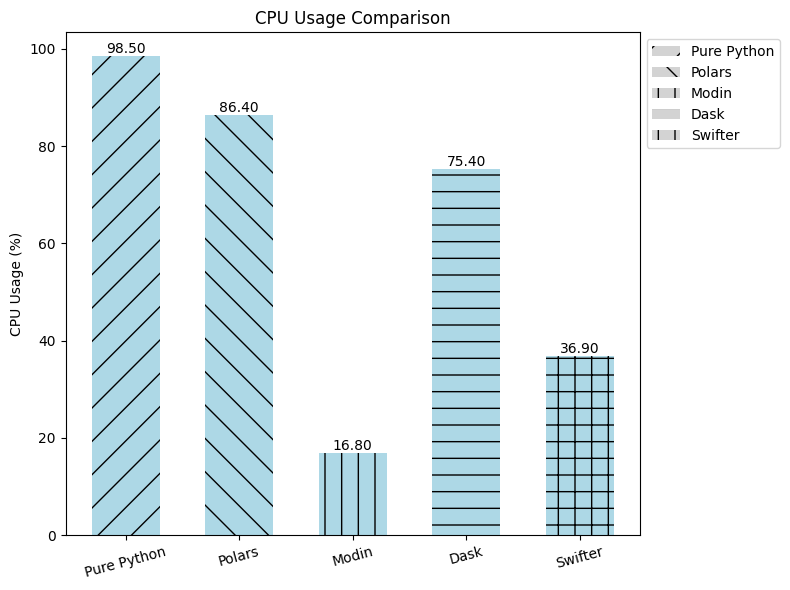 CPU Usage Comparison
CPU Usage (%)
100
80
60
40
20
0
98.50
86.40
16.80
75.40
36.90
Pure Python
Polars
Modin
Dask
Swifter
Pure Python
Polars
Modin
Dask
Swifter